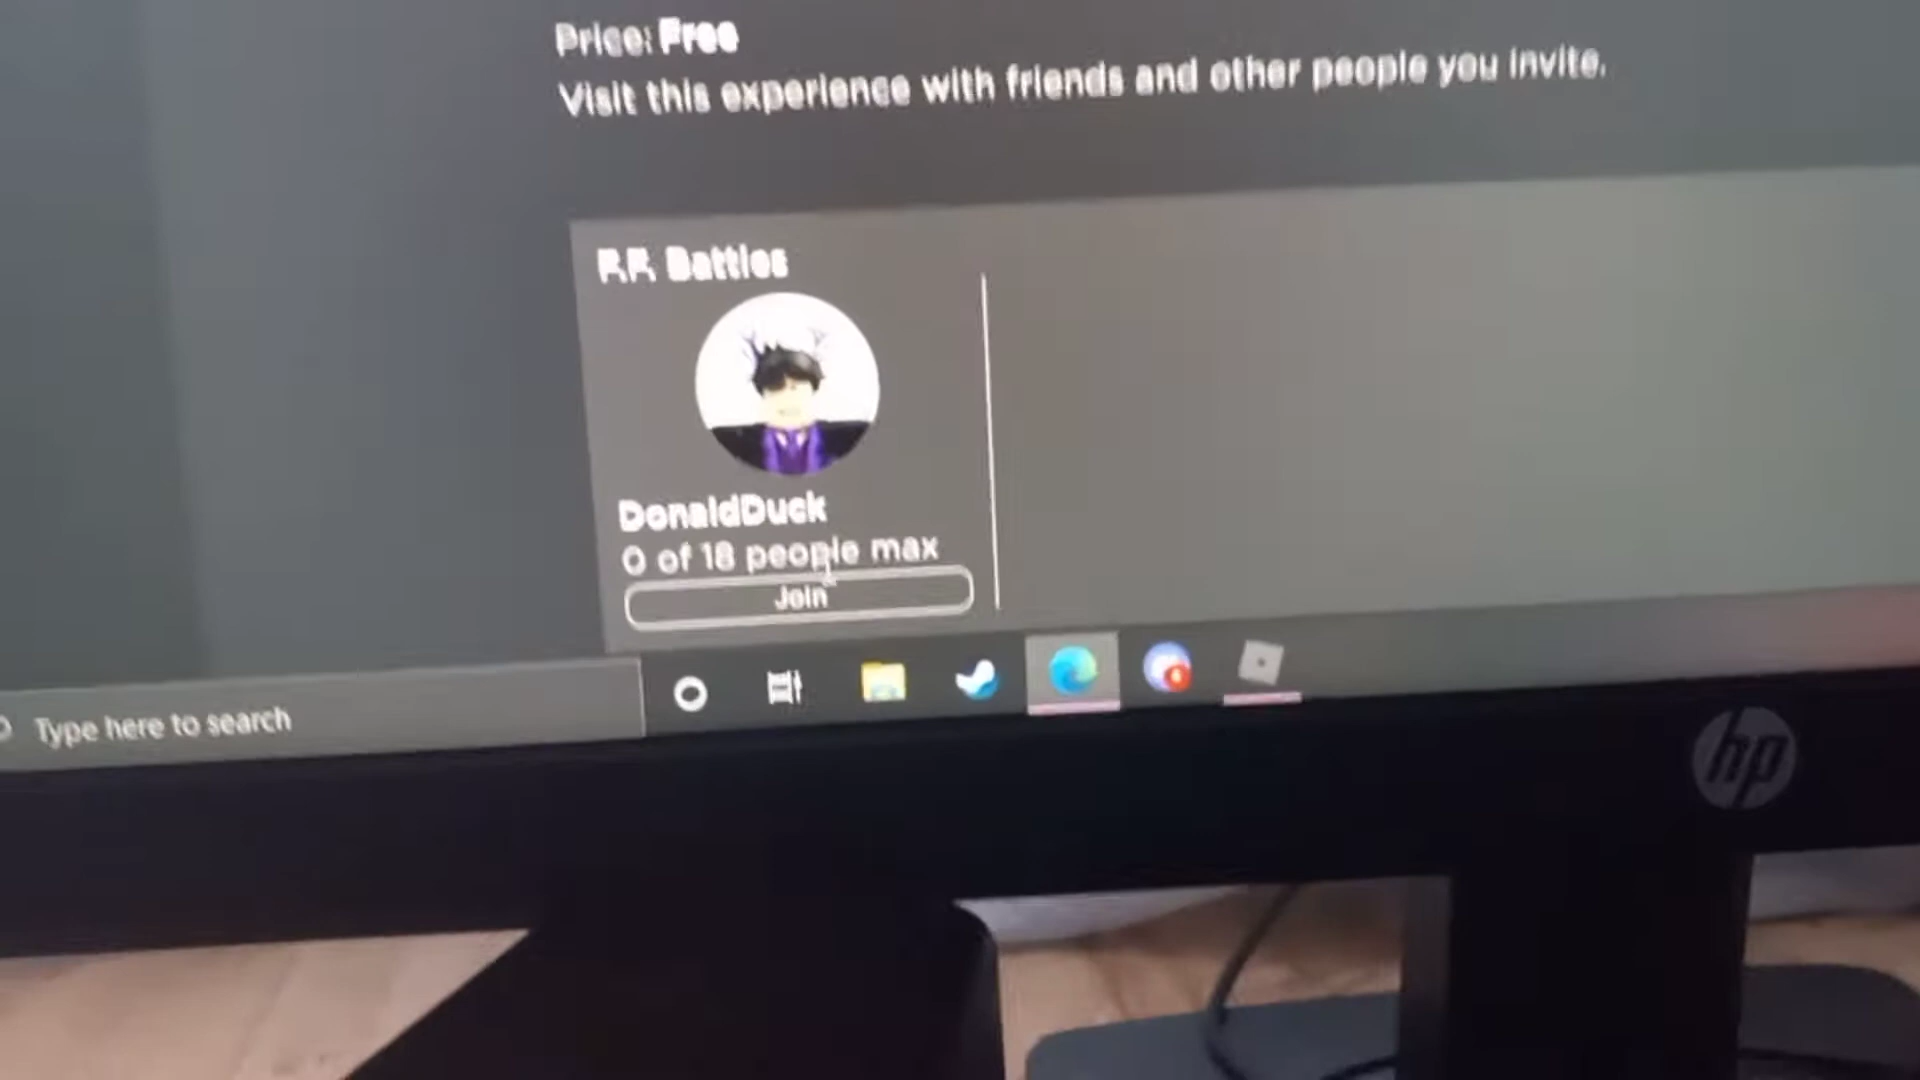 Price: Free
Visit this experience with friends and other people you invite.
Battles
DonaldDuck
0 of 18 people max
Join
Type here to search
hp